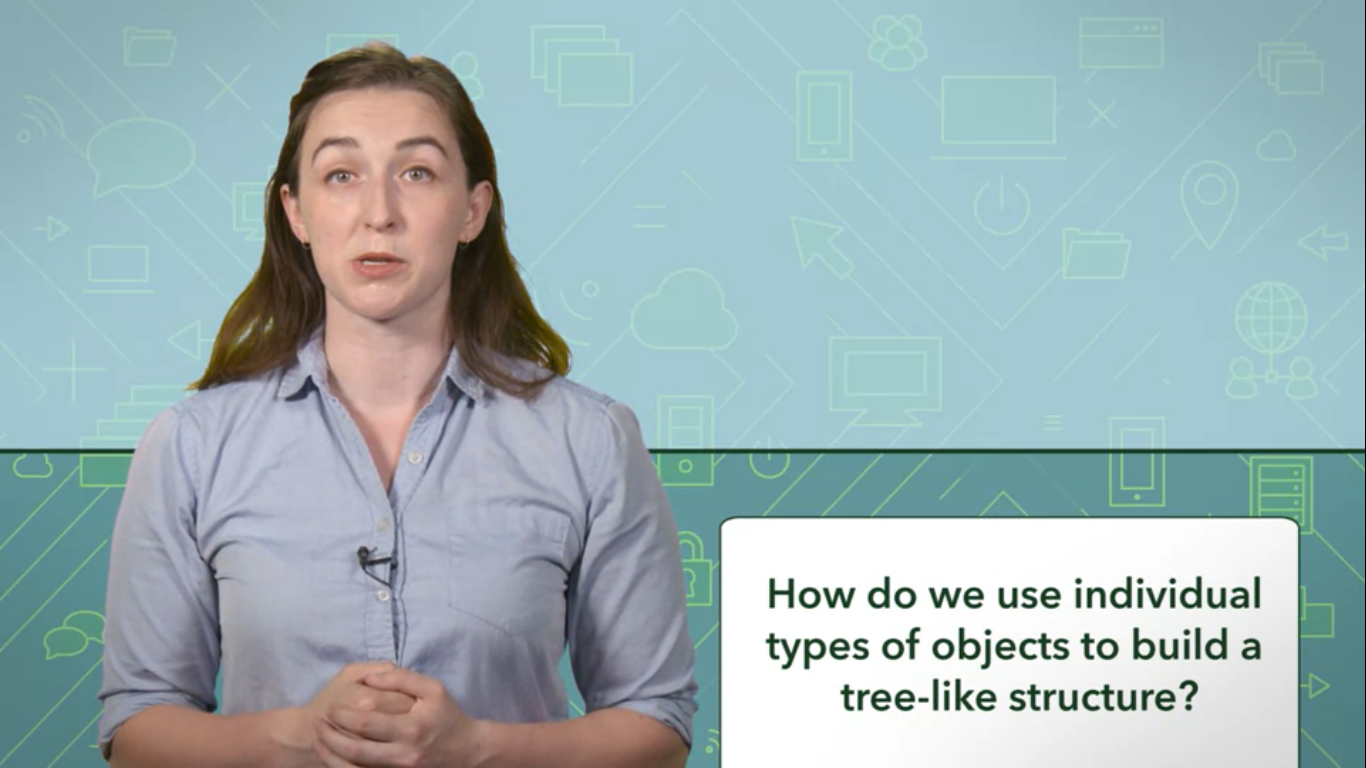 How do we use individual
types of objects to build a
tree-like structure?